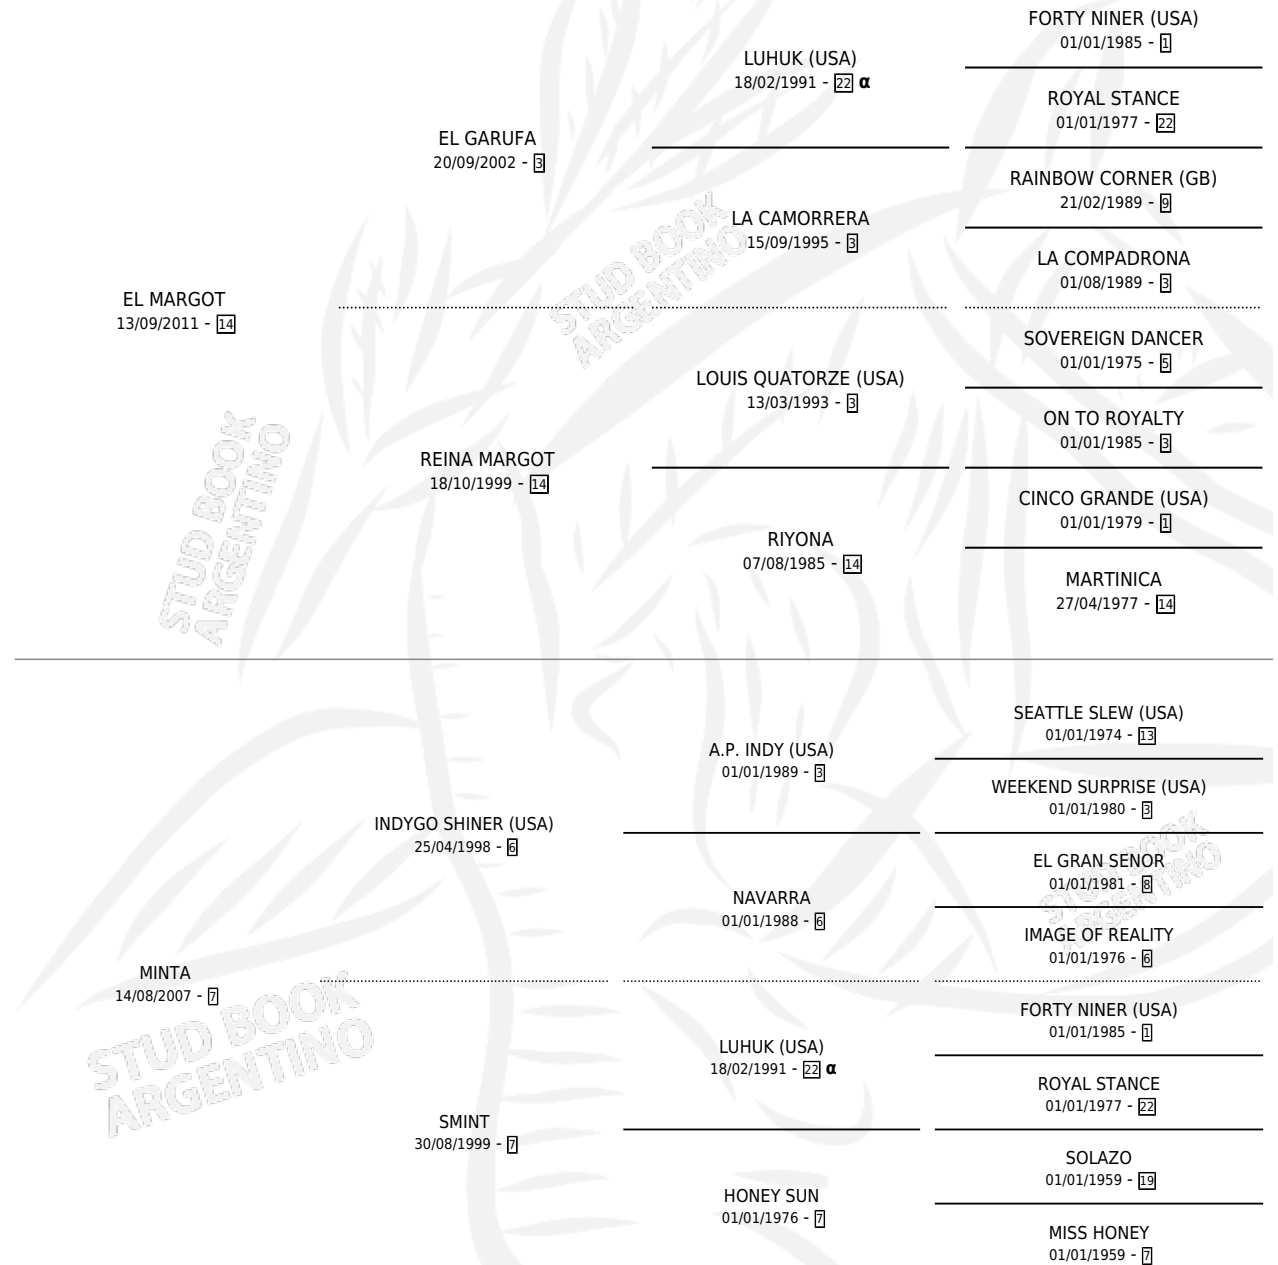 FORTY NINER (USA)
01/01/1985 - 1
LUHUK (USA)
18/02/1991 - 22 α
ROYAL STANCE
01/01/1977 - 22
EL GARUFA
20/09/2002 - 3
RAINBOW CORNER (GB)
21/02/1989 - 9
LA CAMORRERA
15/09/1995 - 3
LA COMPADRONA
01/08/1989 - 3
EL MARGOT
13/09/2011 - 14
STUD BOOK
ARGENTINO
SOVEREIGN DANCER
01/01/1975 - 5
LOUIS QUATORZE (USA)
13/03/1993 - 3
ON TO ROYALTY
01/01/1985 - 3
REINA MARGOT
18/10/1999 - 14
CINCO GRANDE (USA)
01/01/1979 - 1
RIYONA
07/08/1985 - 14
MARTINICA
27/04/1977 - 14
STUD BOOK
ARGENTINO
SEATTLE SLEW (USA)
01/01/1974 - 13
A.P. INDY (USA)
01/01/1989 - 3
WEEKEND SURPRISE (USA)
01/01/1980 - 3
INDYGO SHINER (USA)
25/04/1998 - 6
EL GRAN SENOR
01/01/1981 - 8
NAVARRA
01/01/1988 - 6
IMAGE OF REALITY
01/01/1976 - 6
STUD BOOK
ARGENTINO
MINTA
14/08/2007 - 7
FORTY NINER (USA)
01/01/1985 - 1
LUHUK (USA)
18/02/1991 - 22 α
ROYAL STANCE
01/01/1977 - 22
STUD BOOK
ARGENTINO
SMINT
30/08/1999 - 7
SOLAZO
01/01/1959 - 19
HONEY SUN
01/01/1976 - 7
MISS HONEY
01/01/1959 - 7